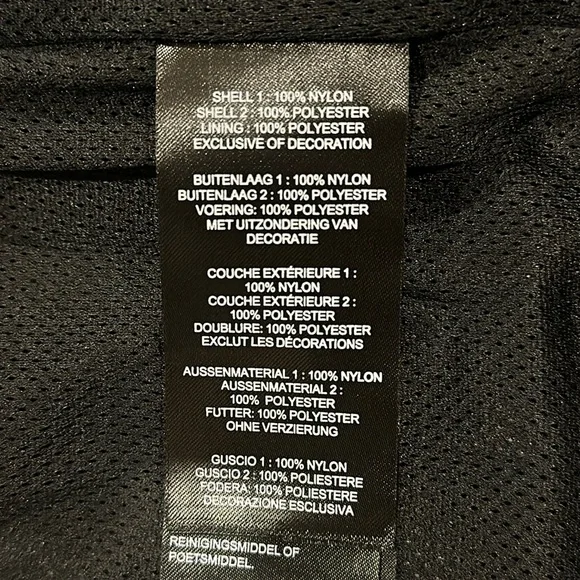 SHELL 1 : 100% NYLON
SHELL 2 : 100% POLYESTER
LINING : 100% POLYESTER
EXCLUSIVE OF DECORATION
BUITENLAAG 1 : 100% NYLON
BUITENLAAG 2 : 100% POLYESTER
VOERING: 100% POLYESTER
MET UITZONDERING VAN
DECORATIE
COUCHE EXTÉRIEURE 1 :
100% NYLON
COUCHE EXTÉRIEURE 2 :
100% POLYESTER
DOUBLURE: 100% POLYESTER
EXCLUT LES DÉCORATIONS
AUSSENMATERIAL 1 : 100% NYLON
AUSSENMATERIAL 2 :
100% POLYESTER
FUTTER: 100% POLYESTER
OHNE VERZIERUNG
GUSCIO 1 : 100% NYLON
GUSCIO 2 : 100% POLIESTERE
FODERA: 100% POLIESTERE
DECORAZIONE ESCLUSIVA
REINIGINGSMIDDEL OF
POETSMIDDEL.